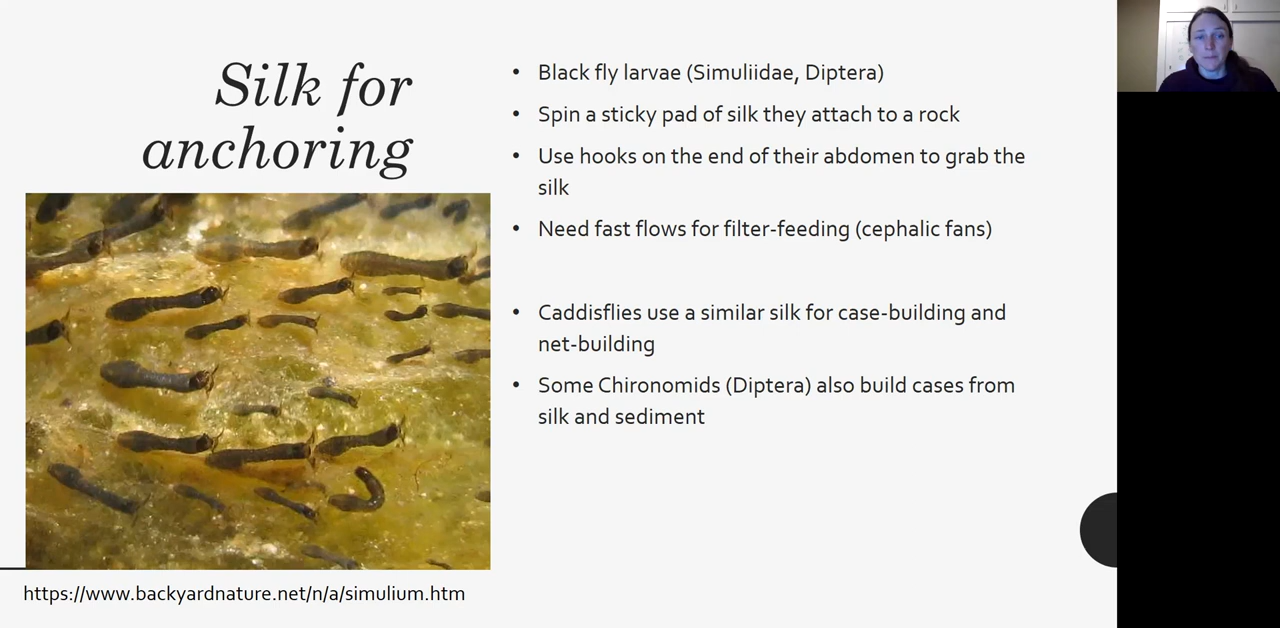 Silk for
anchoring
• Black fly larvae (Simuliidae, Diptera)
• Spin a sticky pad of silk they attach to a rock
• Use hooks on the end of their abdomen to grab the
silk
• Need fast flows for filter-feeding (cephalic fans)
• Caddisflies use a similar silk for case-building and
net-building
• Some Chironomids (Diptera) also build cases from
silk and sediment
https://www.backyardnature.net/n/a/simulium.htm